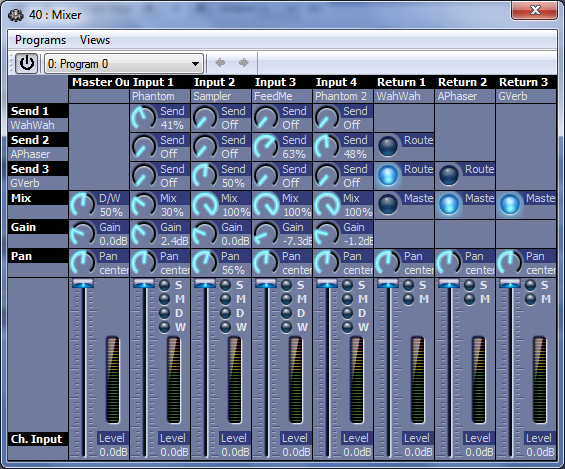 40 : Mixer
Programs Views
0: Program 0
Master Ou Input 1 Input 2 Input 3 Input 4 Return 1 Return 2 Return 3
Phantom Sampler FeedMe Phantom 2 WahWah APhaser GVerb
Send 1 Send Send Send Send
WahWah 41% Off Off Off
Send 2 Send Send Send Send Route
APhaser Off Off 63% 48%
Send 3 Send Send Send Send Route Route
GVerb Off 50% Off Off
Mix D/W Mix Mix Mix Mix Maste Maste Maste
50% 30% 100% 100% 100%
Gain Gain Gain Gain Gain Gain
0.0dB 2.4dB 0.0dB -7.3dB -1.2dB
Pan Pan Pan Pan Pan Pan Pan Pan Pan
center center 56% center center center center center
S S S S S S S
M M M M M M M
D D D D
W W W W
Level Level Level Level Level Level Level Level
Ch. Input 0.0dB 0.0dB 0.0dB 0.0dB 0.0dB 0.0dB 0.0dB 0.0dB